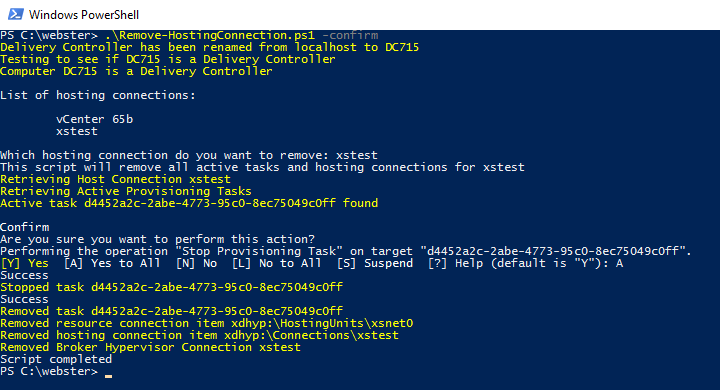 Windows PowerShell
PS C:\webster> .\Remove-HostingConnection.ps1 -confirm
Delivery Controller has been renamed from localhost to DC715
Testing to see if DC715 is a Delivery Controller
Computer DC715 is a Delivery Controller
List of hosting connections:
vCenter 65b
xstest
Which hosting connection do you want to remove: xstest
This script will remove all active tasks and hosting connections for xstest
Retrieving Host Connection xstest
Retrieving Active Provisioning Tasks
Active task d4452a2c-2abe-4773-95c0-8ec75049c0ff found
Confirm
Are you sure you want to perform this action?
Performing the operation "Stop Provisioning Task" on target "d4452a2c-2abe-4773-95c0-8ec75049c0ff".
[Y] Yes  [A] Yes to All  [N] No  [L] No to All  [S] Suspend  [?] Help (default is "Y"): A
Success
Stopped task d4452a2c-2abe-4773-95c0-8ec75049c0ff
Success
Removed task d4452a2c-2abe-4773-95c0-8ec75049c0ff
Removed resource connection item xdhyp:\HostingUnits\xsnet0
Removed hosting connection item xdhyp:\Connections\xstest
Removed Broker Hypervisor Connection xstest
Script completed
PS C:\webster> _